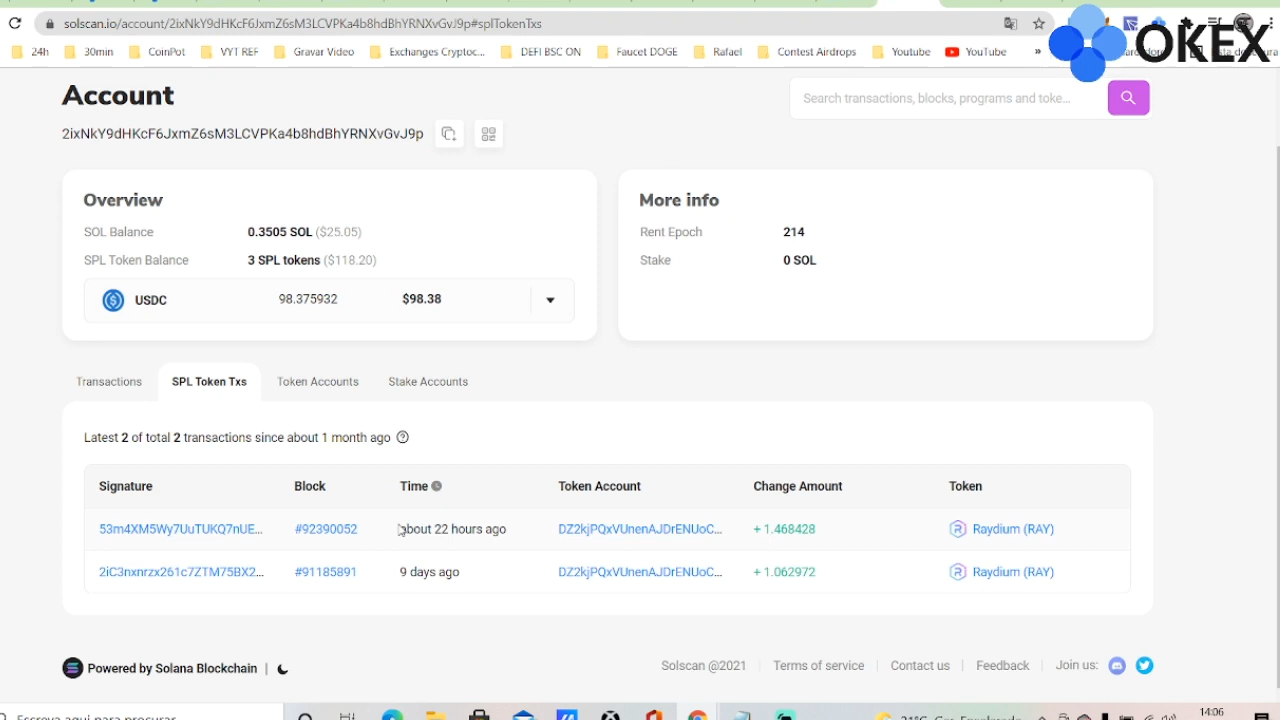 solscan.io/account/2ixNkY9dHKcF6JxmZ6sM3LCVPKa4b8hdBhYRNXvGvJ9p#splTokenTxs
24h 30min CoinPot VYT REF Gravar Video Exchanges Cryptoc... DEFI BSC ON Faucet DOGE Rafael Contest Airdrops Youtube YouTube »
OKEX
Account
Search transactions, blocks, programs and toke...
2ixNkY9dHKcF6JxmZ6sM3LCVPKa4b8hdBhYRNXvGvJ9p
Overview
SOL Balance 0.3505 SOL ($25.05)
SPL Token Balance 3 SPL tokens ($118.20)
USDC 98.375932 $98.38
More info
Rent Epoch 214
Stake 0 SOL
Transactions SPL Token Txs Token Accounts Stake Accounts
Latest 2 of total 2 transactions since about 1 month ago
Signature Block Time Token Account Change Amount Token
53m4XM5Wy7UuTUKQ7nUE... #92390052 about 22 hours ago DZ2kjPQxVUnenAJDrENUoC... + 1.468428 Raydium (RAY)
2iC3nxnrzx261c7ZTM75BX2... #91185891 9 days ago DZ2kjPQxVUnenAJDrENUoC... + 1.062972 Raydium (RAY)
Powered by Solana Blockchain |
Solscan @2021 Terms of service Contact us Feedback Join us:
Escreva aqui para procurar
14:06